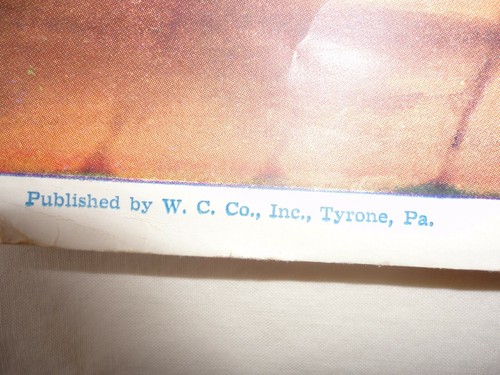 Published by W. C. Co., Inc., Tyrone, Pa.